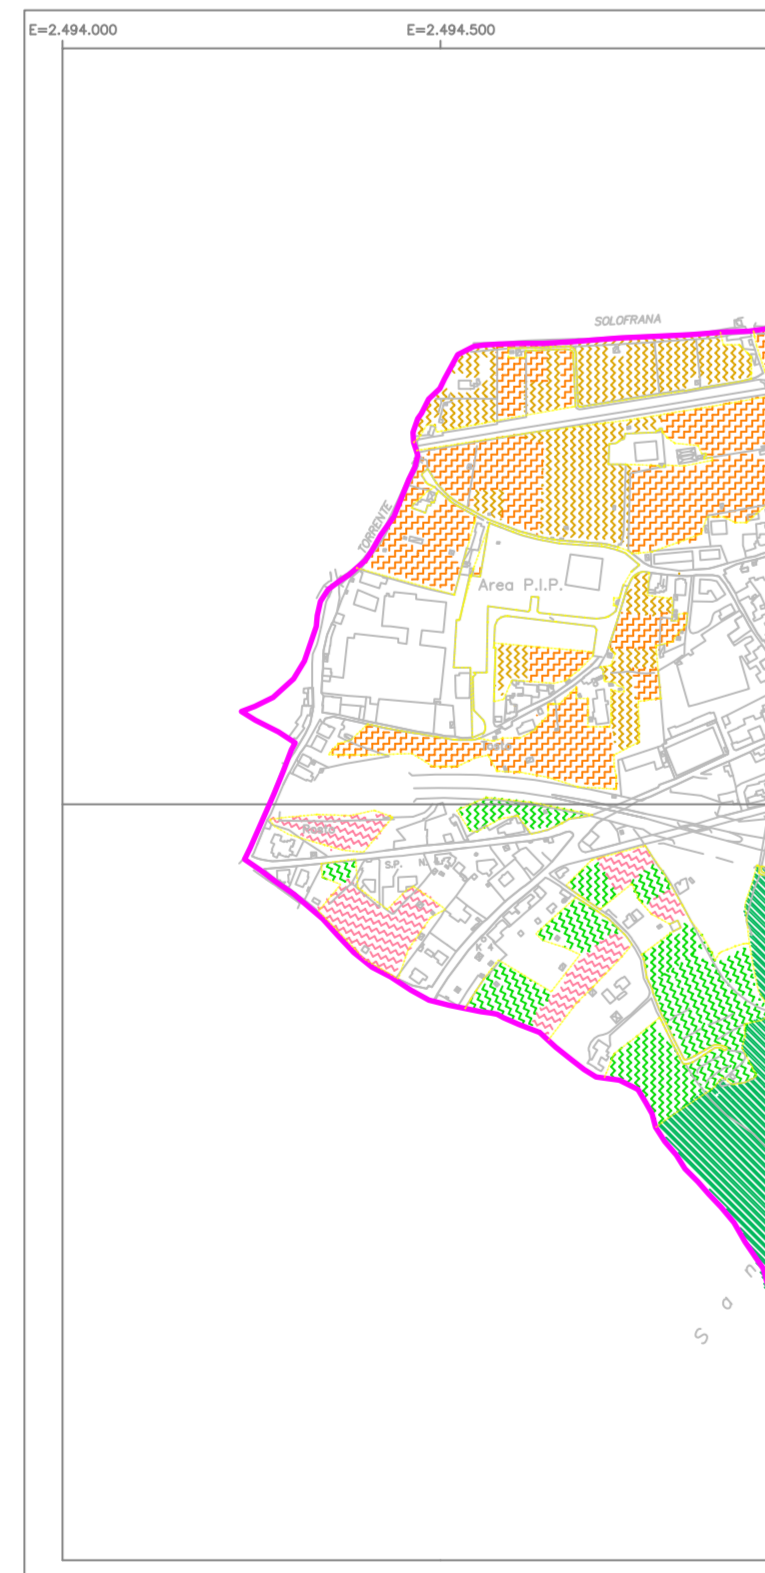 E=2.494.000
E=2.494.500
SOLOFRANA
TORRENTE
Area P.I.P.
S.P.
N.
S a n